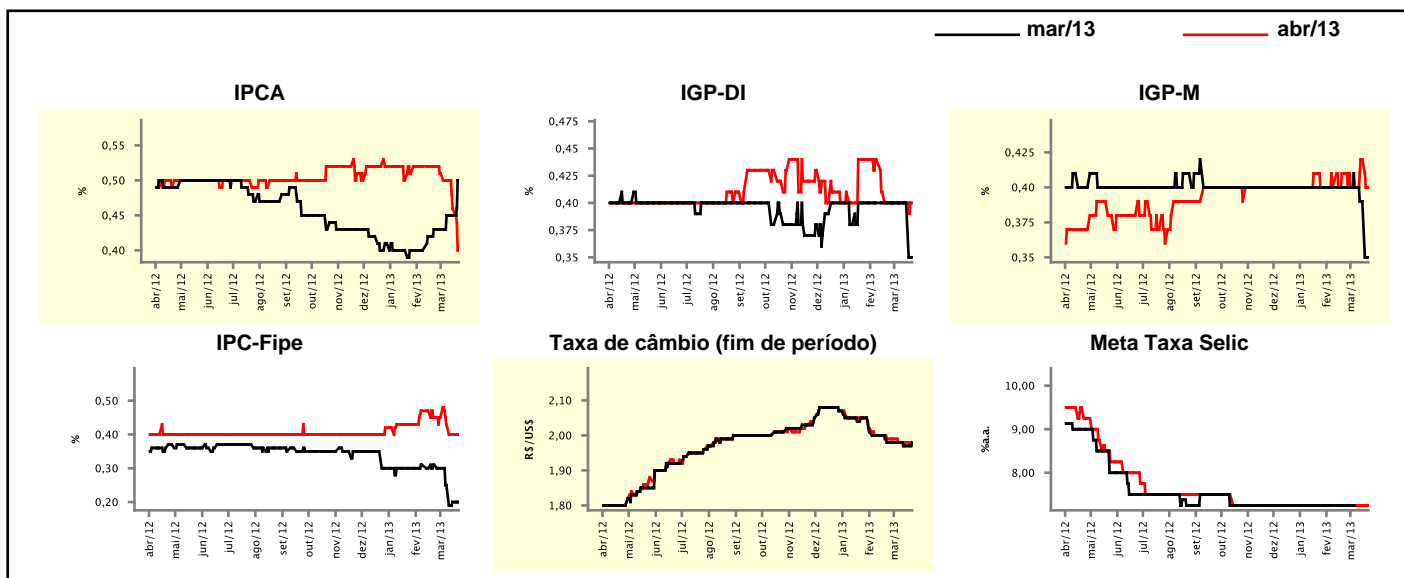 mar/13 abr/13
IPCA
%
0,55
0,50
0,45
0,40
abr/12 mai/12 jun/12 jul/12 ago/12 set/12 out/12 nov/12 dez/12 jan/13 fev/13 mar/13
IGP-DI
%
0,475
0,45
0,425
0,40
0,375
0,35
abr/12 mai/12 jun/12 jul/12 ago/12 set/12 out/12 nov/12 dez/12 jan/13 fev/13 mar/13
IGP-M
%
0,425
0,40
0,375
0,35
abr/12 mai/12 jun/12 jul/12 ago/12 set/12 out/12 nov/12 dez/12 jan/13 fev/13 mar/13
IPC-Fipe
%
0,50
0,40
0,30
0,20
abr/12 mai/12 jun/12 jul/12 ago/12 set/12 out/12 nov/12 dez/12 jan/13 fev/13 mar/13
Taxa de câmbio (fim de período)
R$/US$
2,10
2,00
1,90
1,80
abr/12 mai/12 jun/12 jul/12 ago/12 set/12 out/12 nov/12 dez/12 jan/13 fev/13 mar/13
Meta Taxa Selic
%a.a.
10,00
9,00
8,00
abr/12 mai/12 jun/12 jul/12 ago/12 set/12 out/12 nov/12 dez/12 jan/13 fev/13 mar/13